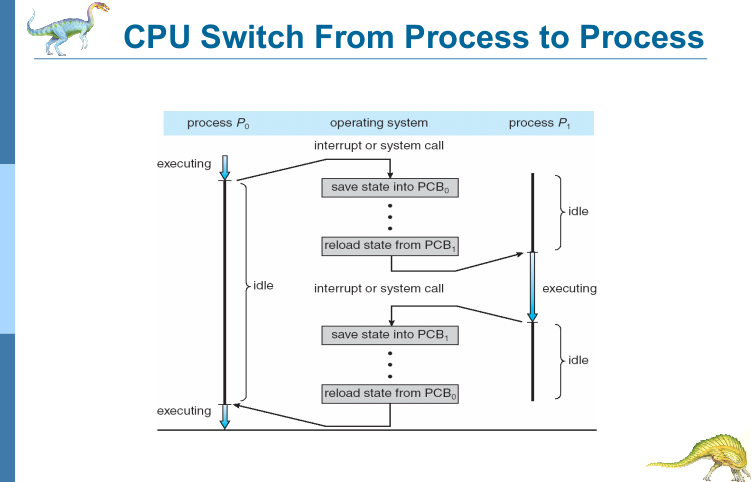 CPU Switch From Process to Process
process P₀ operating system process P₁
interrupt or system call
executing
save state into PCB₀
idle
reload state from PCB₁
idle
interrupt or system call
executing
save state into PCB₁
idle
reload state from PCB₀
executing